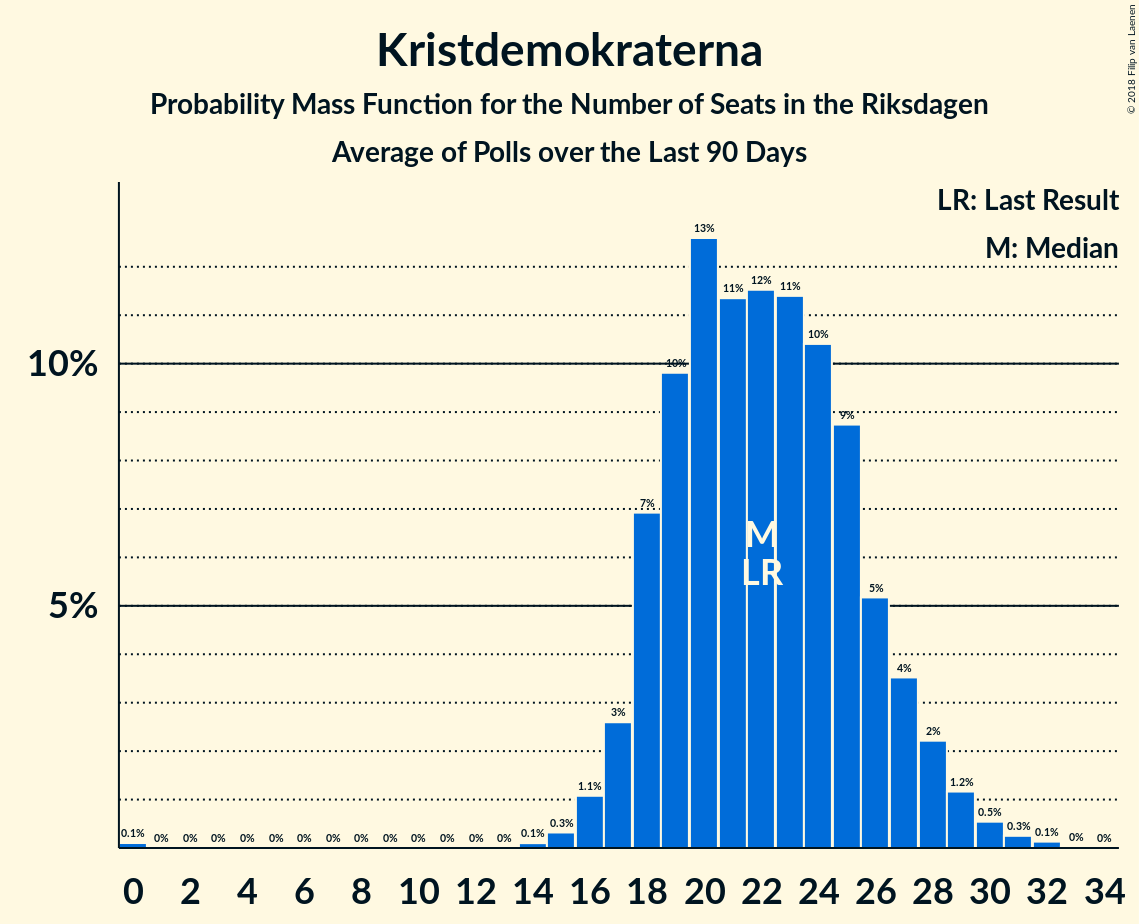 Kristdemokraterna
Probability Mass Function for the Number of Seats in the Riksdagen
Average of Polls over the Last 90 Days
© 2018 Filip van Laenen
LR: Last Result
M: Median
10%
5%
0.1% 0% 0% 0% 0% 0% 0% 0% 0% 0% 0% 0% 0% 0% 0.1% 0.3% 1.1% 3% 7% 10% 13% 11% 12% 11% 10% 9% 5% 4% 2% 1.2% 0.5% 0.3% 0.1% 0% 0%
M
LR
0 2 4 6 8 10 12 14 16 18 20 22 24 26 28 30 32 34